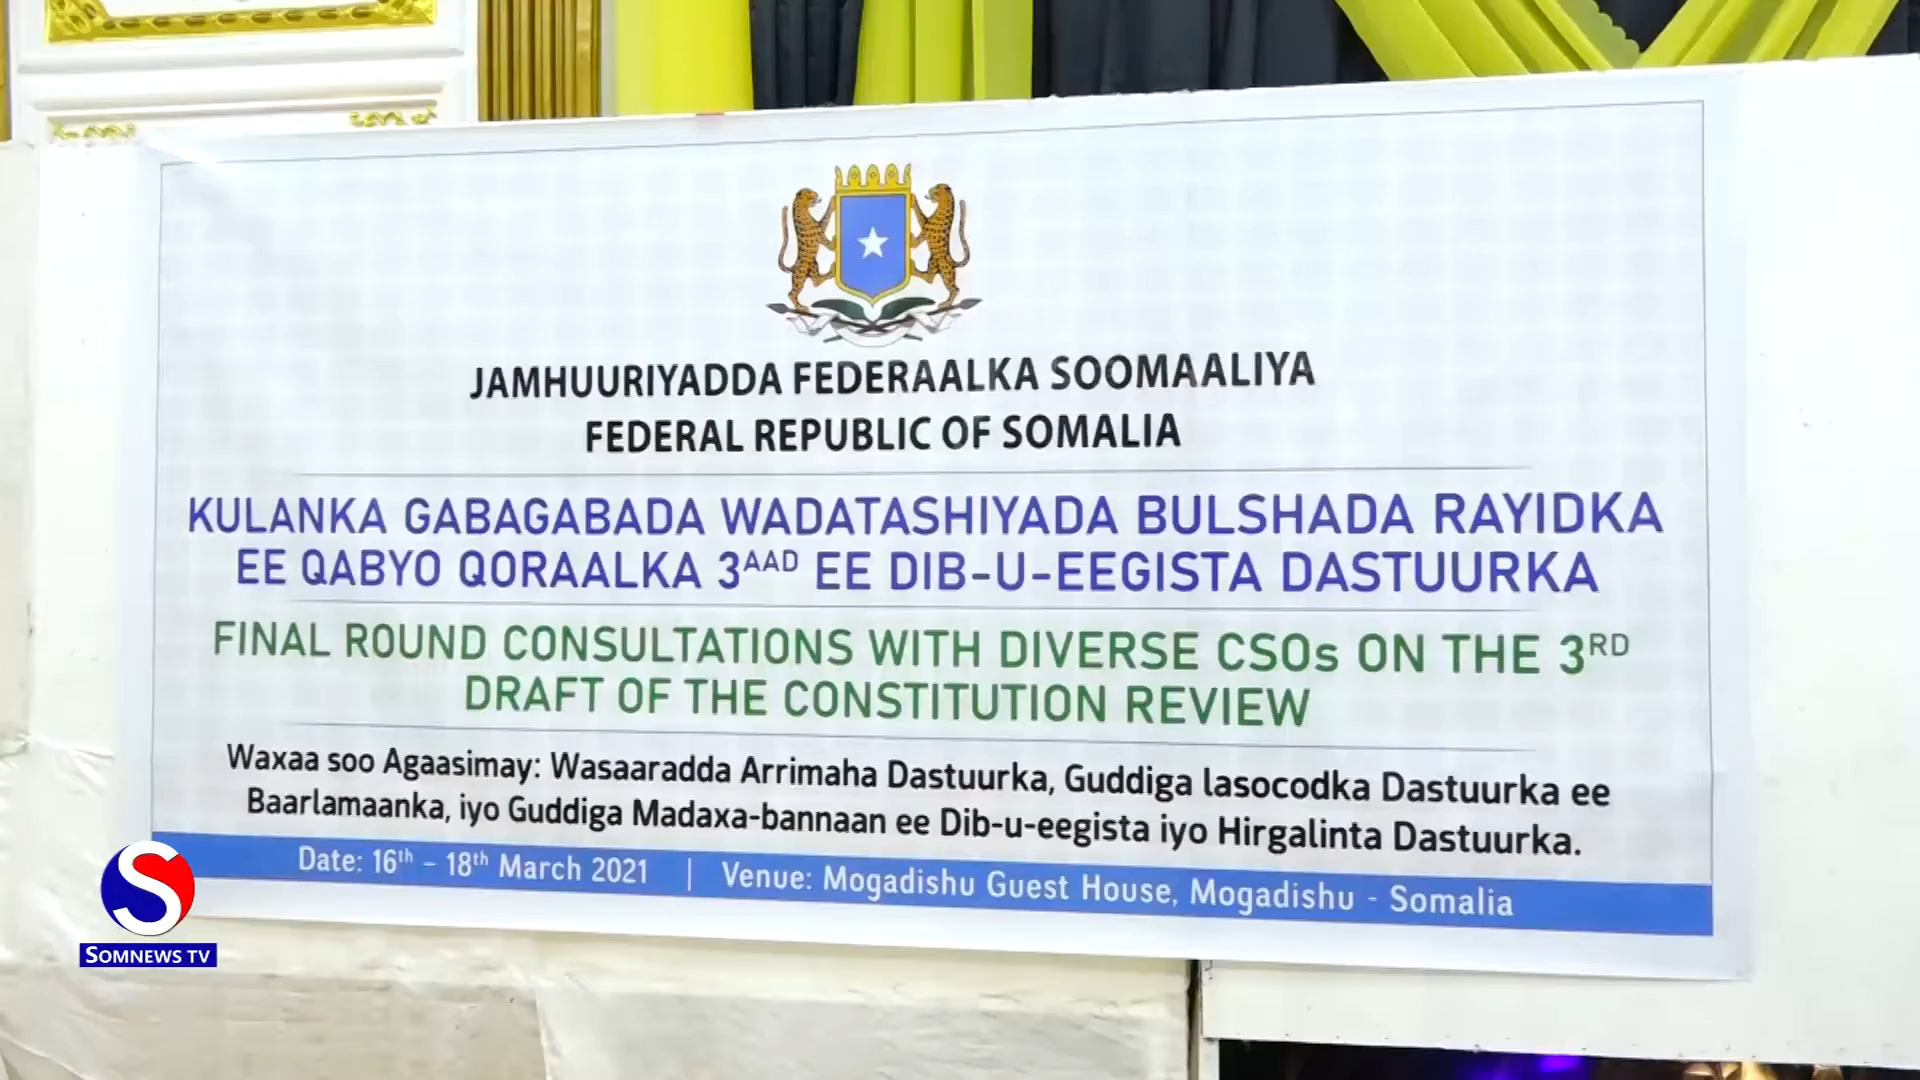 JAMHUURIYADDA FEDERAALKA SOOMAALIYA
FEDERAL REPUBLIC OF SOMALIA
KULANKA GABAGABADA WADATASHIYADA BULSHADA RAYIDKA
EE QABYO QORAALKA 3AAD EE DIB-U-EEGISTA DASTUURKA
FINAL ROUND CONSULTATIONS WITH DIVERSE CSOs ON THE 3RD
DRAFT OF THE CONSTITUTION REVIEW
Waxaa soo Agaasimay: Wasaaradda Arrimaha Dastuurka, Guddiga lasocodka Dastuurka ee
Baarlamaanka, iyo Guddiga Madaxa-bannaan ee Dib-u-eegista iyo Hirgalinta Dastuurka.
Date: 16th - 18th March 2021 | Venue: Mogadishu Guest House, Mogadishu - Somalia
S
SOMNEWS TV